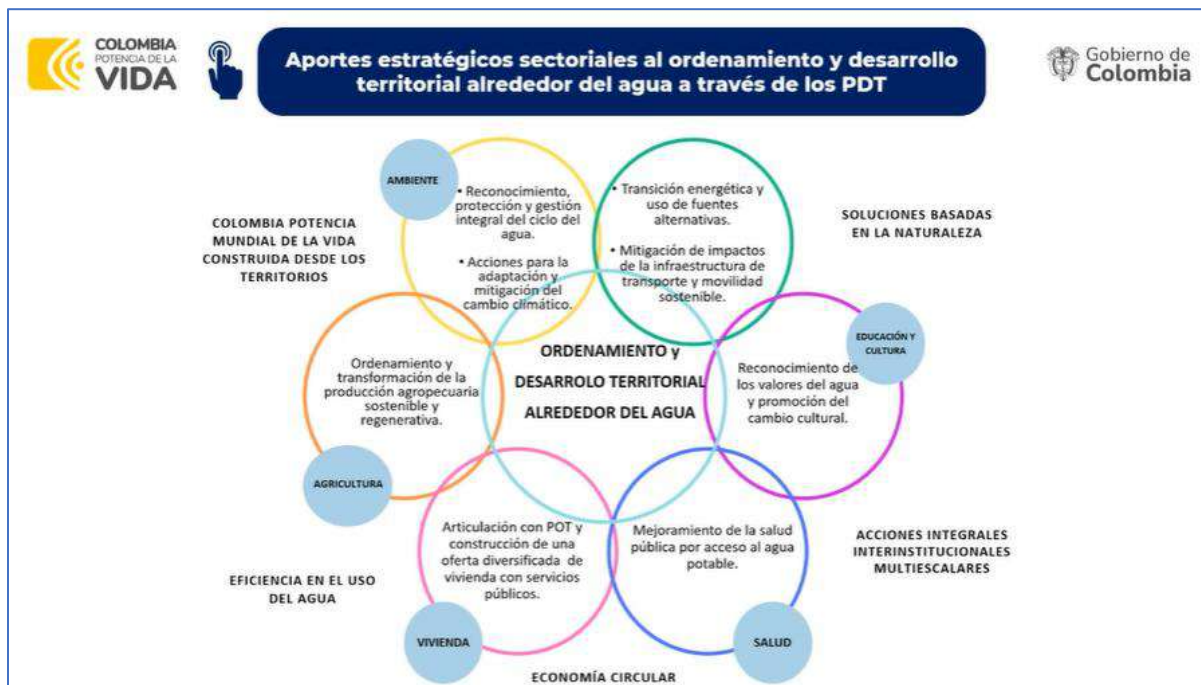 COLOMBIA
POTENCIA DE LA
VIDA
Aportes estratégicos sectoriales al ordenamiento y desarrollo
territorial alrededor del agua a través de los PDT
Gobierno de
Colombia
AMBIENTE
• Reconocimiento,
protección y gestión
integral del ciclo del
agua.
• Acciones para la
adaptación y
mitigación del
cambio climático.
• Transición energética y
uso de fuentes
alternativas.
• Mitigación de impactos
de la infraestructura de
transporte y movilidad
sostenible.
COLOMBIA POTENCIA
MUNDIAL DE LA VIDA
CONSTRUIDA DESDE LOS
TERRITORIOS
SOLUCIONES BASADAS
EN LA NATURALEZA
Ordenamiento y
transformación de la
producción agropecuaria
sostenible y
regenerativa.
AGRICULTURA
ORDENAMIENTO y
DESARROLO TERRITORIAL
ALREDEDOR DEL AGUA
EDUCACIÓN Y
CULTURA
Reconocimiento de
los valores del agua
y promoción del
cambio cultural.
Articulación con POT y
construcción de una
oferta diversificada de
vivienda con servicios
públicos.
VIVIENDA
Mejoramiento de la salud
pública por acceso al agua
potable.
SALUD
ACCIONES INTEGRALES
INTERINSTITUCIONALES
MULTIESCALARES
EFICIENCIA EN EL USO
DEL AGUA
ECONOMÍA CIRCULAR